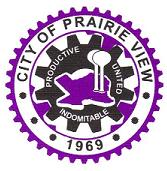 CITY OF PRAIRIE VIEW
PRODUCTIVE
UNITED
INDOMITABLE
1969